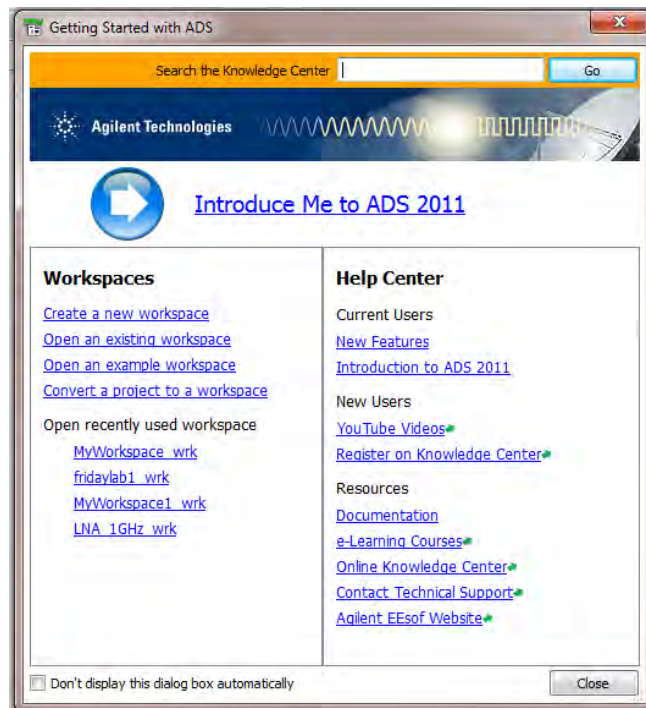 Getting Started with ADS
Search the Knowledge Center
Go
Agilent Technologies
Introduce Me to ADS 2011
Workspaces
Create a new workspace
Open an existing workspace
Open an example workspace
Convert a project to a workspace
Open recently used workspace
MyWorkspace_wrk
fridaylab1_wrk
MyWorkspace1_wrk
LNA_1GHz_wrk
Help Center
Current Users
New Features
Introduction to ADS 2011
New Users
YouTube Videos
Register on Knowledge Center
Resources
Documentation
e-Learning Courses
Online Knowledge Center
Contact Technical Support
Agilent EEsof Website
Don't display this dialog box automatically
Close